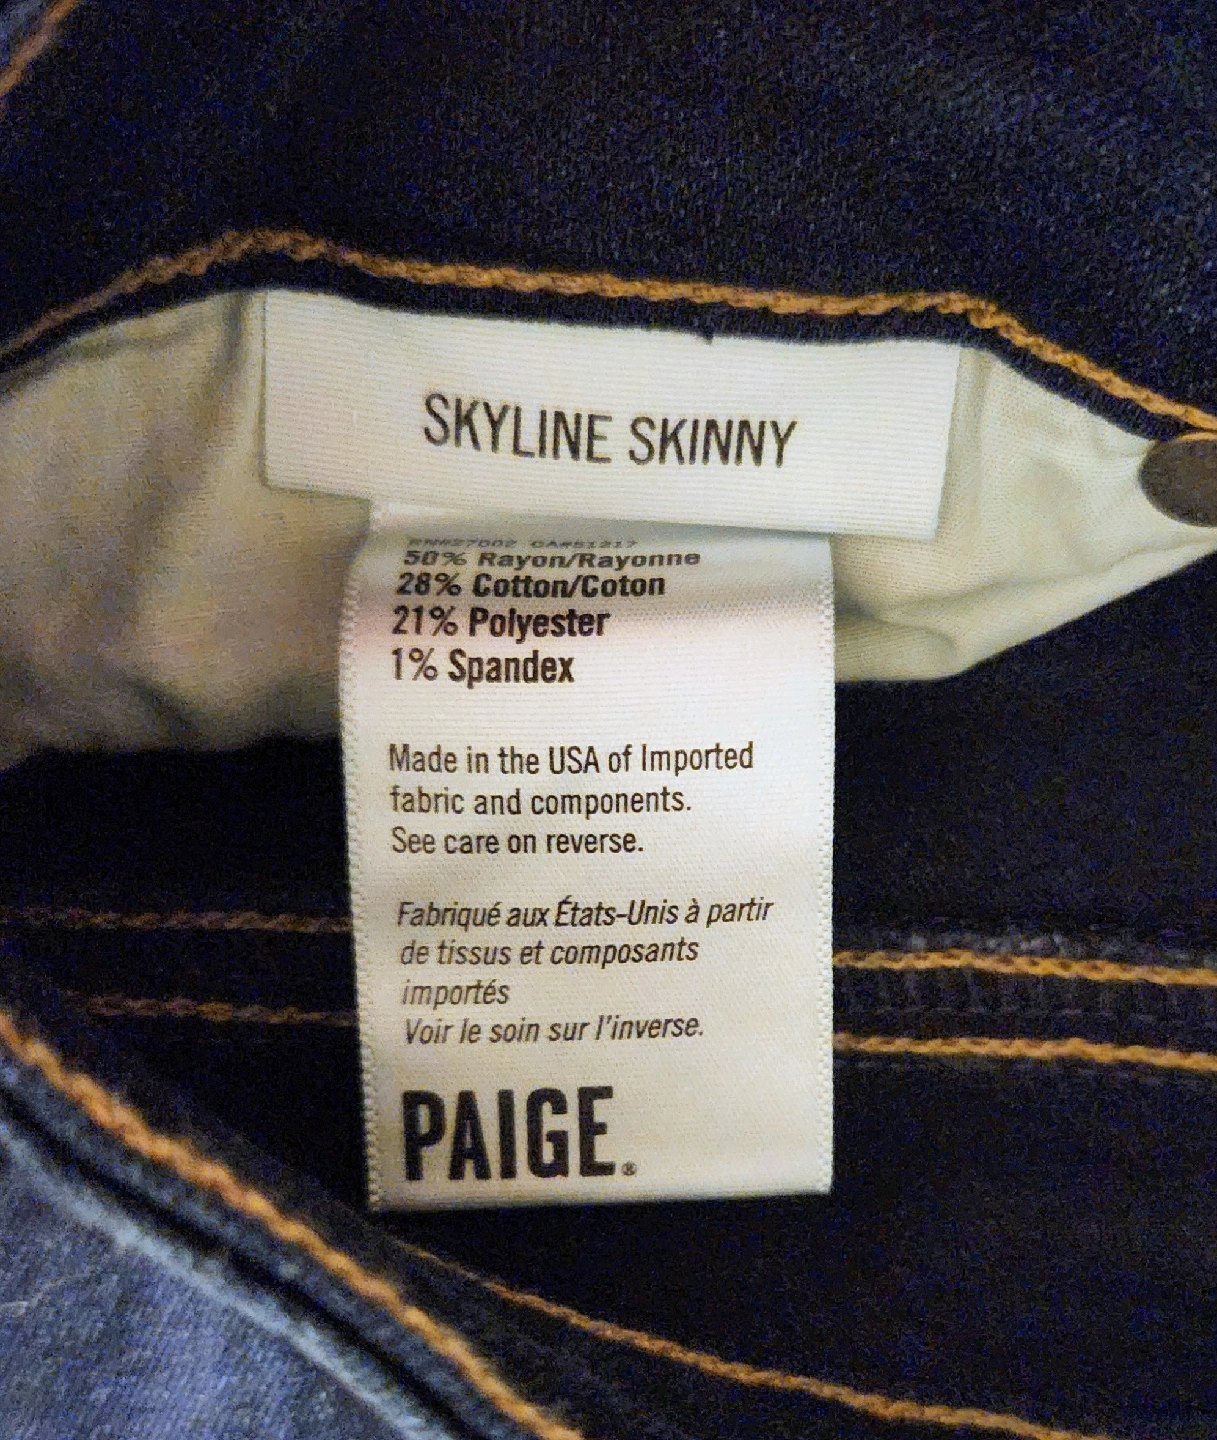 SKYLINE SKINNY
50% Rayon/Rayonne
28% Cotton/Coton
21% Polyester
1% Spandex
Made in the USA of Imported
fabric and components.
See care on reverse.
Fabriqué aux États-Unis à partir
de tissus et composants
importés
Voir le soin sur l'inverse.
PAIGE®